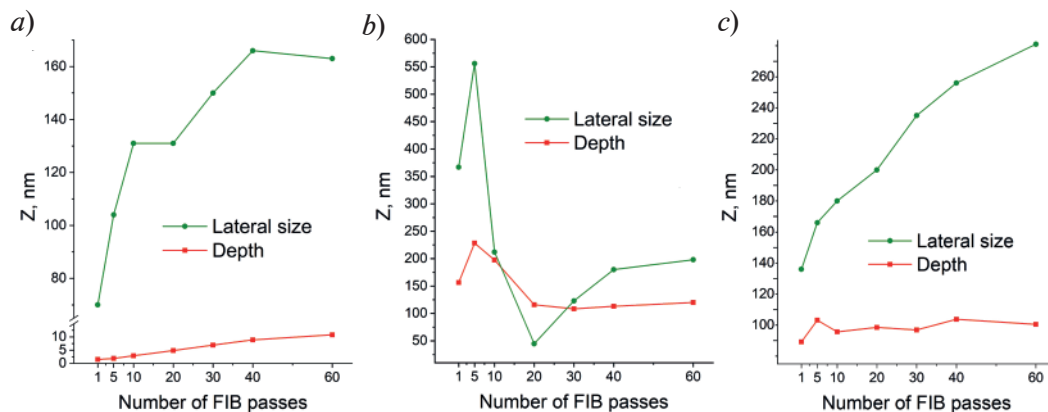 a)
160
140
120
100
80
10
5
0
Z, nm
Lateral size
Depth
1 5 10 20 30 40 60
Number of FIB passes
b)
600
550
500
450
400
350
300
250
200
150
100
50
Z, nm
Lateral size
Depth
1 5 10 20 30 40 60
Number of FIB passes
c)
260
240
220
200
180
160
140
120
100
Z, nm
Lateral size
Depth
1 5 10 20 30 40 60
Number of FIB passes